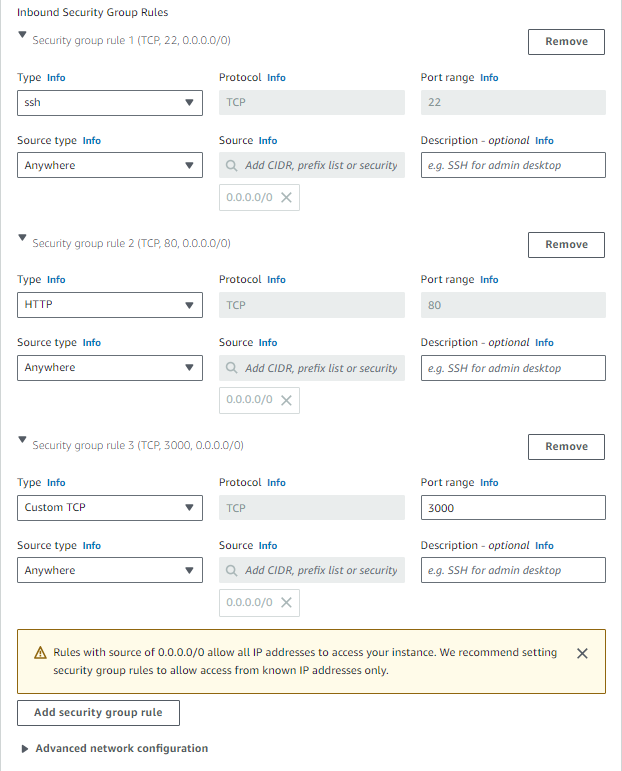 Inbound Security Group Rules
Security group rule 1 (TCP, 22, 0.0.0.0/0)
Remove
Type Info
Protocol Info
Port range Info
ssh
TCP
22
Source type Info
Source Info
Description - optional Info
Anywhere
Add CIDR, prefix list or security
e.g. SSH for admin desktop
0.0.0.0/0
Security group rule 2 (TCP, 80, 0.0.0.0/0)
Remove
Type Info
Protocol Info
Port range Info
HTTP
TCP
80
Source type Info
Source Info
Description - optional Info
Anywhere
Add CIDR, prefix list or security
e.g. SSH for admin desktop
0.0.0.0/0
Security group rule 3 (TCP, 3000, 0.0.0.0/0)
Remove
Type Info
Protocol Info
Port range Info
Custom TCP
TCP
3000
Source type Info
Source Info
Description - optional Info
Anywhere
Add CIDR, prefix list or security
e.g. SSH for admin desktop
0.0.0.0/0
Rules with source of 0.0.0.0/0 allow all IP addresses to access your instance. We recommend setting
security group rules to allow access from known IP addresses only.
Add security group rule
Advanced network configuration